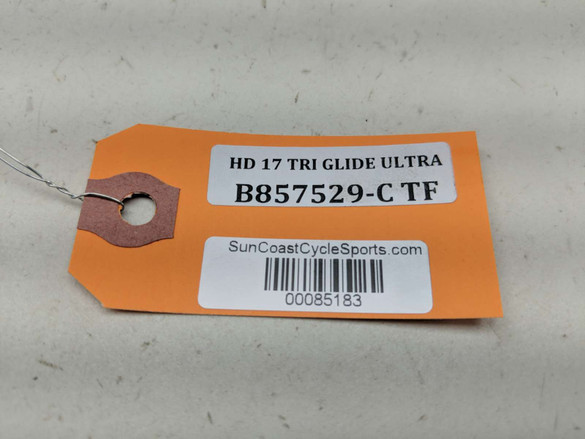 HD 17 TRI GLIDE ULTRA
B857529-C TF
SunCoastCycleSports.com
00085183